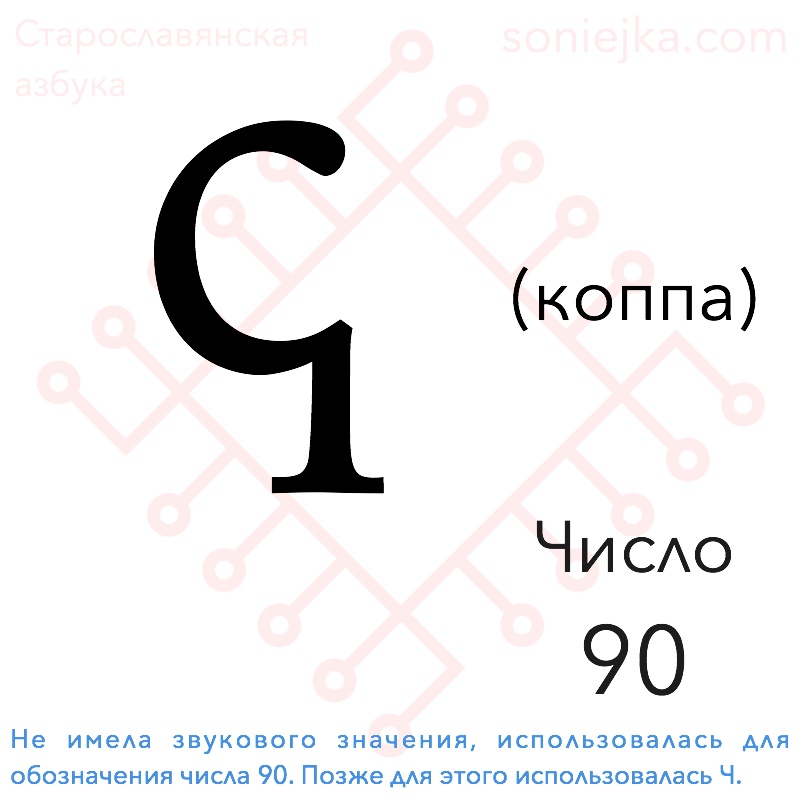 Старославянская
азбука
soniejka.com
ҁ
(коппа)
Число
90
Не имела звукового значения, использовалась для
обозначения числа 90. Позже для этого использовалась Ч.